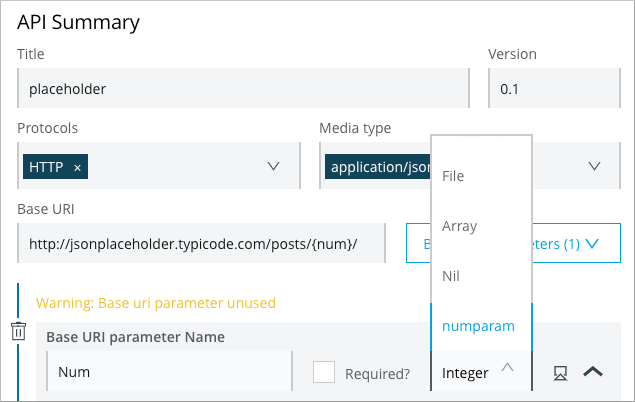 API Summary
Title
Version
placeholder
0.1
Protocols
Media type
HTTP ×
application/json
File
Array
Base URI
http://jsonplaceholder.typicode.com/posts/{num}/
(1)
Nil
Warning: Base uri parameter unused
numparam
Base URI parameter Name
Num
Required?
Integer